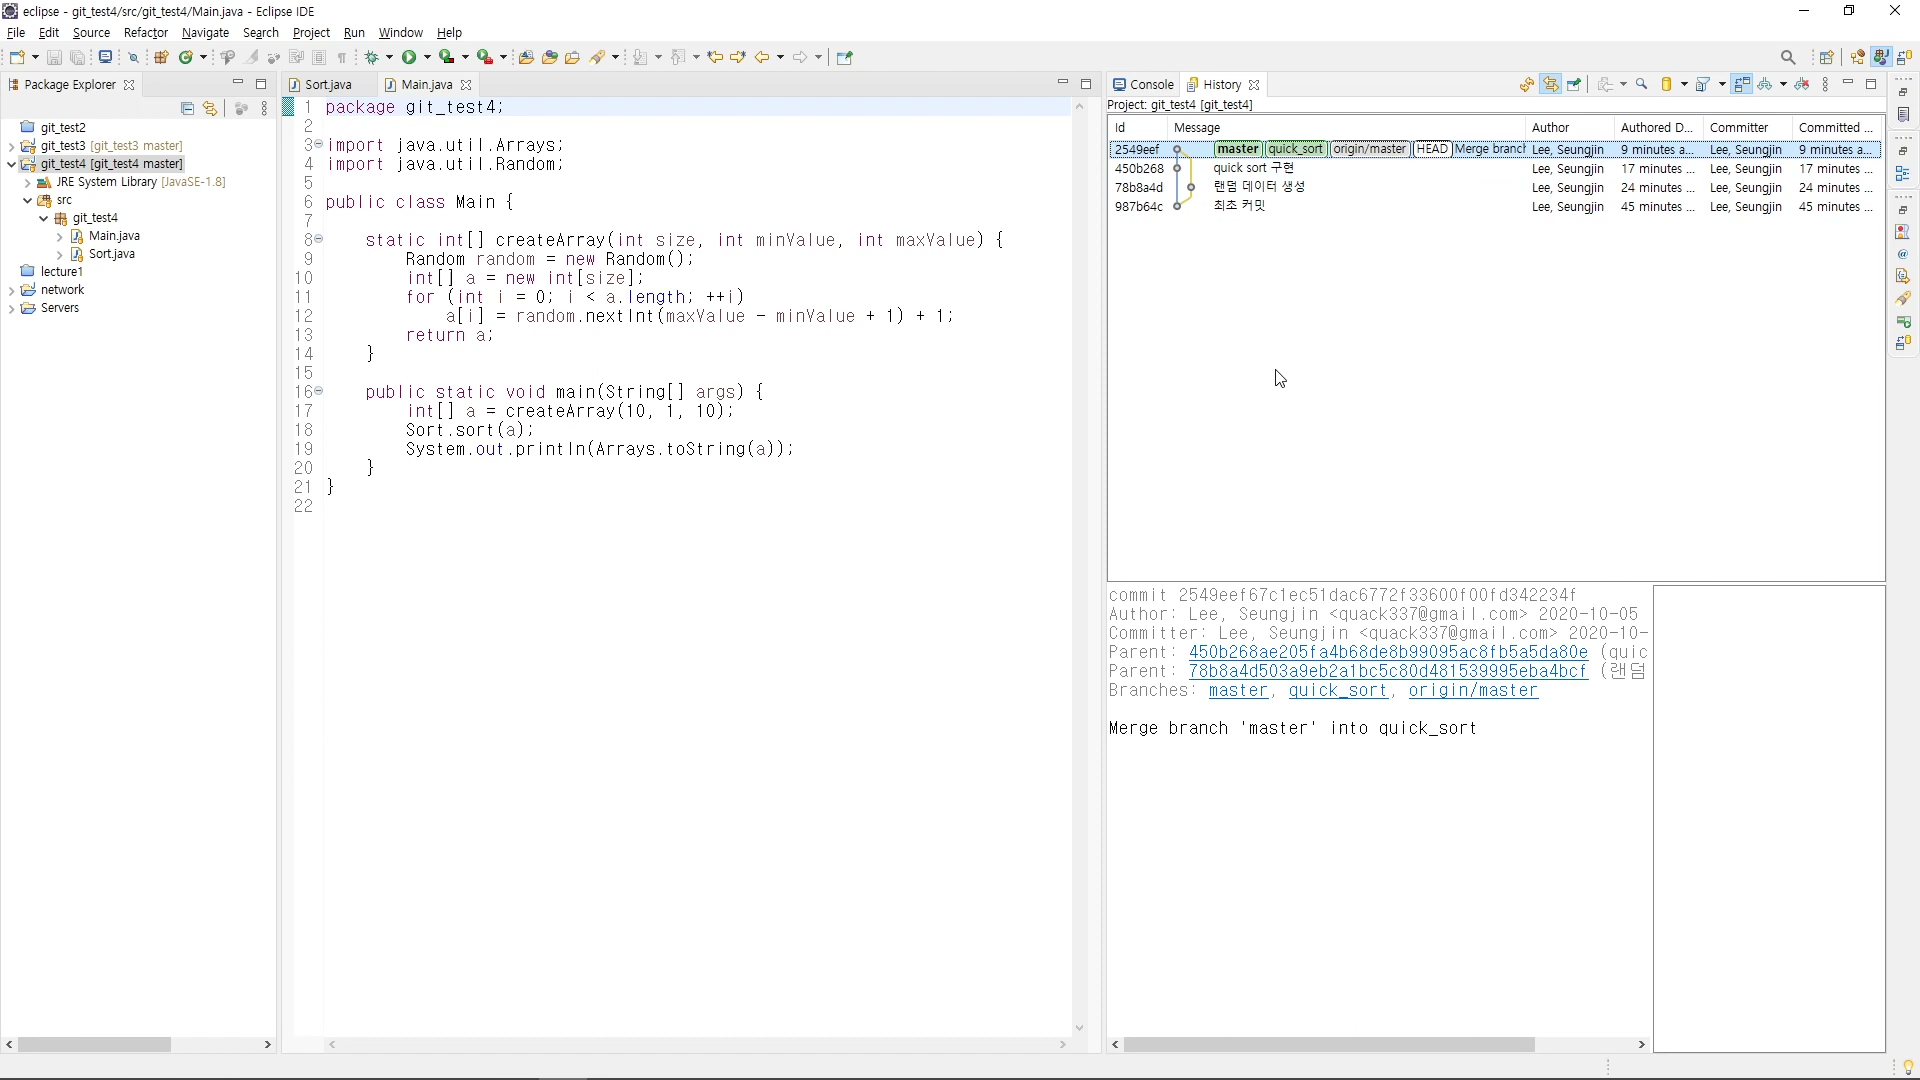 eclipse - git_test4/src/git_test4/Main.java - Eclipse IDE
File Edit Source Refactor Navigate Search Project Run Window Help
Package Explorer
git_test2
git_test3 [git_test3 master]
git_test4 [git_test4 master]
JRE System Library [JavaSE-1.8]
src
git_test4
Main.java
Sort.java
lecture1
network
Servers
Sort.java Main.java
1 package git_test4;
2
3 import java.util.Arrays;
4 import java.util.Random;
5
6 public class Main {
7
8 static int[] createArray(int size, int minValue, int maxValue) {
9 Random random = new Random();
10 int[] a = new int[size];
11 for (int i = 0; i < a.length; ++i)
12 a[i] = random.nextInt(maxValue - minValue + 1) + 1;
13 return a;
14 }
15
16 public static void main(String[] args) {
17 int[] a = createArray(10, 1, 10);
18 Sort.sort(a);
19 System.out.println(Arrays.toString(a));
20 }
21 }
22
Console History
Project: git_test4 [git_test4]
Id Message Author Authored D... Committer Committed ...
2549eef master quick_sort origin/master HEAD Merge branch Lee, Seungjin 9 minutes a... Lee, Seungjin 9 minutes a...
450b268 quick sort 구현 Lee, Seungjin 17 minutes ... Lee, Seungjin 17 minutes ...
78b8a4d 랜덤 데이터 생성 Lee, Seungjin 24 minutes ... Lee, Seungjin 24 minutes ...
987b64c 최초 커밋 Lee, Seungjin 45 minutes ... Lee, Seungjin 45 minutes ...
commit 2549eef67c1ec51dac6772f33600f00fd342234f
Author: Lee, Seungjin <quack337@gmail.com> 2020-10-05
Committer: Lee, Seungjin <quack337@gmail.com> 2020-10-
Parent: 450b268ae205fa4b68de8b99095ac8fb5a5da80e (quic
Parent: 78b8a4d503a9eb2a1bc5c80d481539995eba4bcf (랜덤
Branches: master, quick_sort, origin/master
Merge branch 'master' into quick_sort